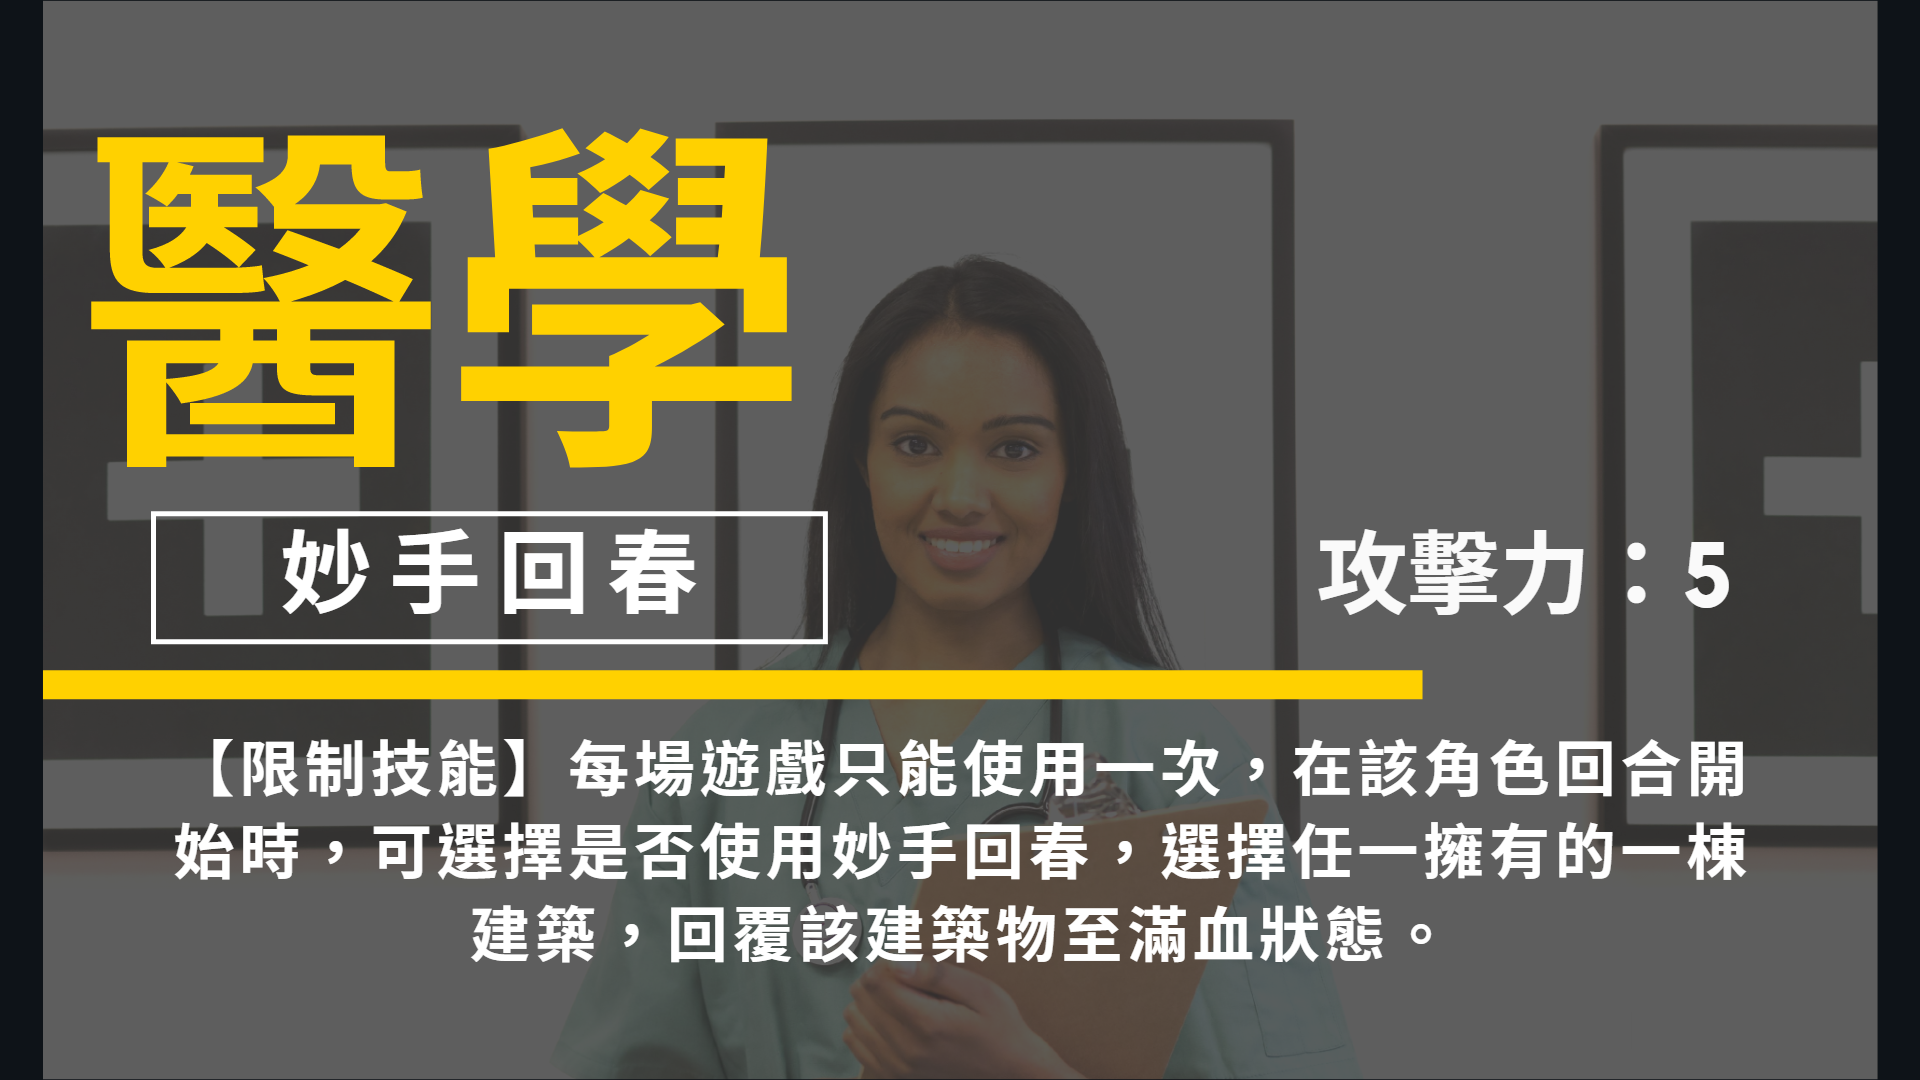 醫學
妙手回春
攻擊力：5
【限制技能】每場遊戲只能使用一次，在該角色回合開
始時，可選擇是否使用妙手回春，選擇任一擁有的一棟
建築，回覆該建築物至滿血狀態。